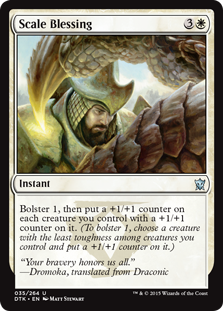 Scale Blessing 3
Instant
Bolster 1, then put a +1/+1 counter on
each creature you control with a +1/+1
counter on it. (To bolster 1, choose a creature
with the least toughness among creatures you
control and put a +1/+1 counter on it.)
"Your bravery honors us all."
—Dromoka, translated from Draconic
035/264 U
DTK • EN Matt Stewart
™ & © 2015 Wizards of the Coast